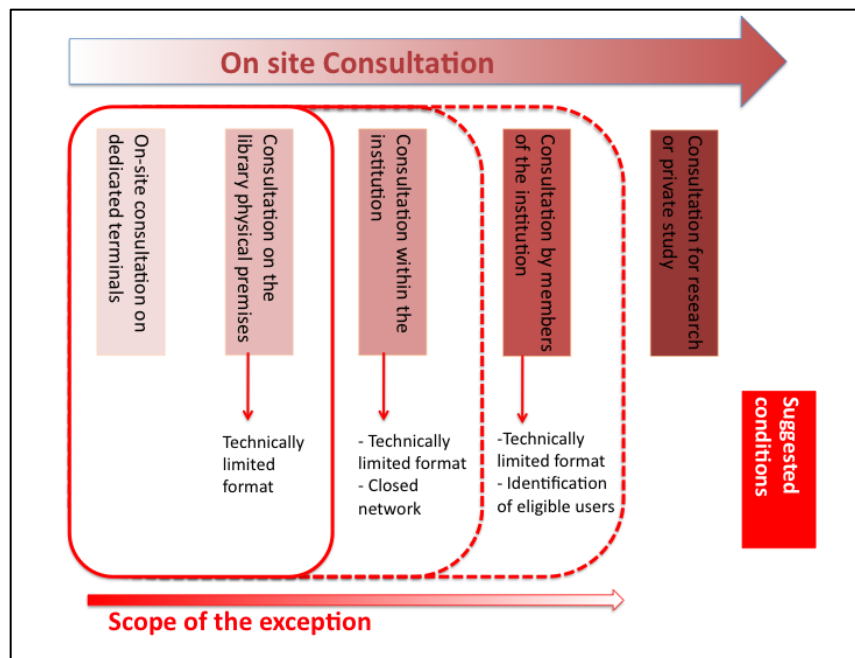 On site Consultation
On-site consultation on
dedicated terminals
Consultation on the
library physical premises
Consultation within the
institution
Consultation by members
of the institution
Consultation for research
or private study
Technically
limited
format
- Technically
limited format
- Closed
network
-Technically
limited format
- Identification
of eligible users
Suggested
conditions
Scope of the exception